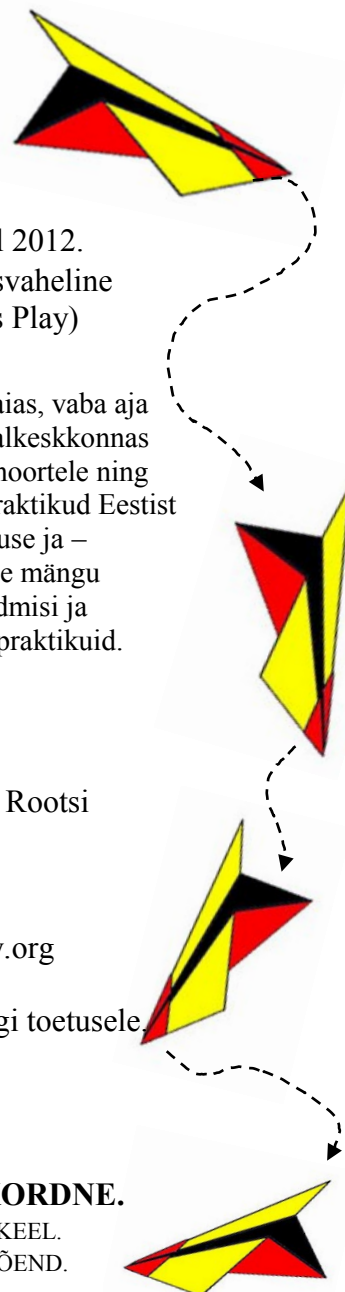 2012.
svaheline
s Play)
aias, vaba aja
alkeskkonnas
noortele ning
raktikud Eestist
use ja –
e mängu
dmisi ja
praktikuid.
Rootsi
v.org
gi toetusele,
ORDNE.
KEEL.
ÕEND.